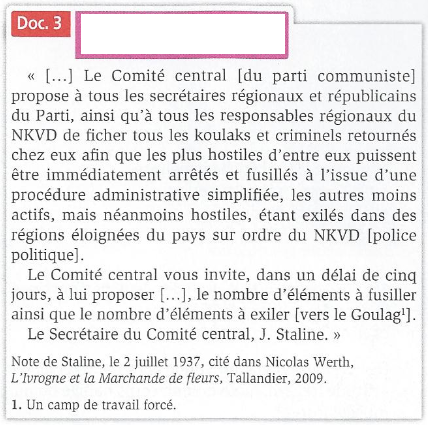 Doc. 3
« [...] Le Comité central [du parti communiste]
propose à tous les secrétaires régionaux et républicains
du Parti, ainsi qu'à tous les responsables régionaux du
NKVD de ficher tous les koulaks et criminels retournés
chez eux afin que les plus hostiles d'entre eux puissent
être immédiatement arrêtés et fusillés à l'issue d'une
procédure administrative simplifiée, les autres moins
actifs, mais néanmoins hostiles, étant exilés dans des
régions éloignées du pays sur ordre du NKVD [police
politique].
Le Comité central vous invite, dans un délai de cinq
jours, à lui proposer [...], le nombre d'éléments à fusiller
ainsi que le nombre d'éléments à exiler [vers le Goulag¹].
Le Secrétaire du Comité central, J. Staline. »
Note de Staline, le 2 juillet 1937, cité dans Nicolas Werth,
L'Ivrogne et la Marchande de fleurs, Tallandier, 2009.
1. Un camp de travail forcé.